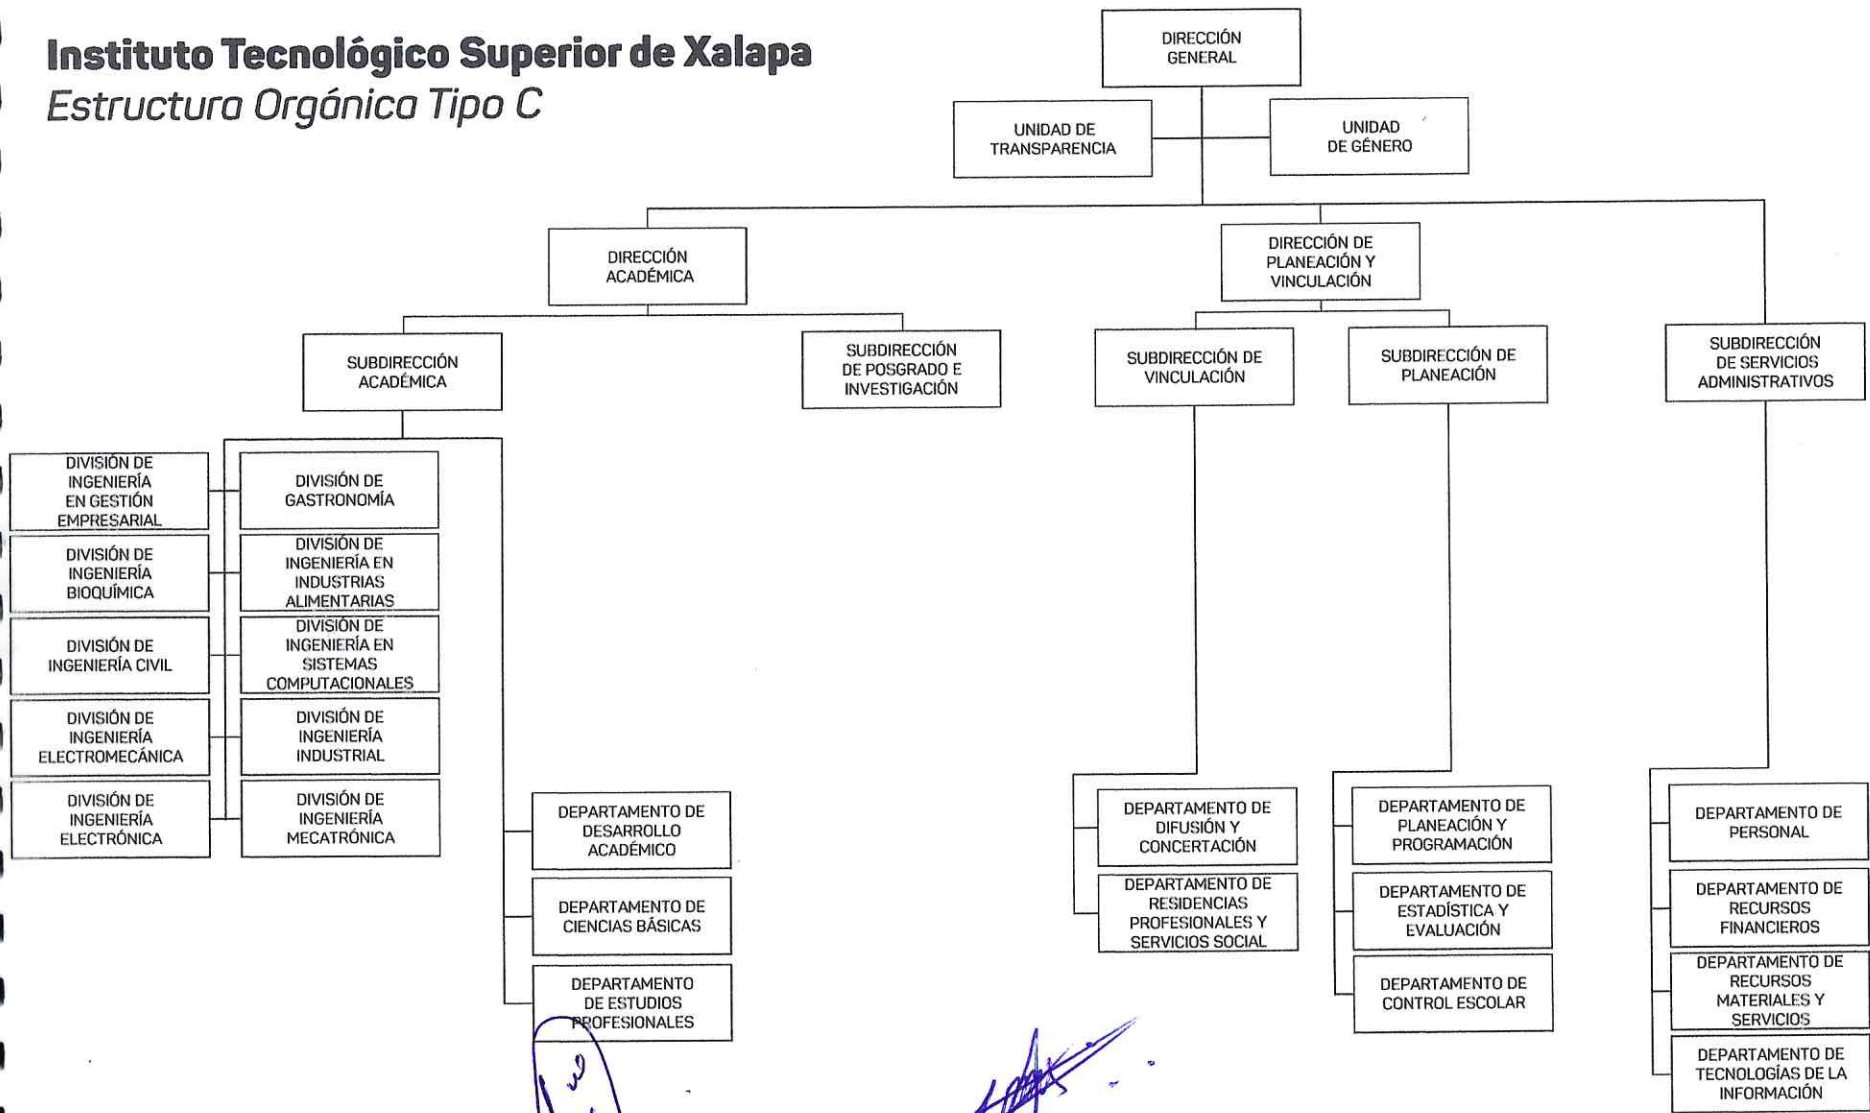 Instituto Tecnológico Superior de Xalapa
Estructura Orgánica Tipo C
DIRECCIÓN
GENERAL
UNIDAD DE
TRANSPARENCIA
UNIDAD
DE GÉNERO
DIRECCIÓN
ACADÉMICA
DIRECCIÓN DE
PLANEACIÓN Y
VINCULACIÓN
SUBDIRECCIÓN
ACADÉMICA
SUBDIRECCIÓN
DE POSGRADO E
INVESTIGACIÓN
SUBDIRECCIÓN DE
VINCULACIÓN
SUBDIRECCIÓN DE
PLANEACIÓN
SUBDIRECCIÓN
DE SERVICIOS
ADMINISTRATIVOS
DIVISIÓN DE
INGENIERÍA
EN GESTIÓN
EMPRESARIAL
DIVISIÓN DE
GASTRONOMÍA
DIVISIÓN DE
INGENIERÍA
BIOQUÍMICA
DIVISIÓN DE
INGENIERÍA EN
INDUSTRIAS
ALIMENTARIAS
DIVISIÓN DE
INGENIERÍA CIVIL
DIVISIÓN DE
INGENIERÍA EN
SISTEMAS
COMPUTACIONALES
DIVISIÓN DE
INGENIERÍA
ELECTROMECÁNICA
DIVISIÓN DE
INGENIERÍA
INDUSTRIAL
DIVISIÓN DE
INGENIERÍA
ELECTRÓNICA
DIVISIÓN DE
INGENIERÍA
MECATRÓNICA
DEPARTAMENTO DE
DESARROLLO
ACADÉMICO
DEPARTAMENTO DE
CIENCIAS BÁSICAS
DEPARTAMENTO
DE ESTUDIOS
PROFESIONALES
DEPARTAMENTO DE
DIFUSIÓN Y
CONCERTACIÓN
DEPARTAMENTO DE
RESIDENCIAS
PROFESIONALES Y
SERVICIOS SOCIAL
DEPARTAMENTO DE
PLANEACIÓN Y
PROGRAMACIÓN
DEPARTAMENTO DE
ESTADÍSTICA Y
EVALUACIÓN
DEPARTAMENTO DE
CONTROL ESCOLAR
DEPARTAMENTO DE
PERSONAL
DEPARTAMENTO DE
RECURSOS
FINANCIEROS
DEPARTAMENTO DE
RECURSOS
MATERIALES Y
SERVICIOS
DEPARTAMENTO DE
TECNOLOGÍAS DE LA
INFORMACIÓN